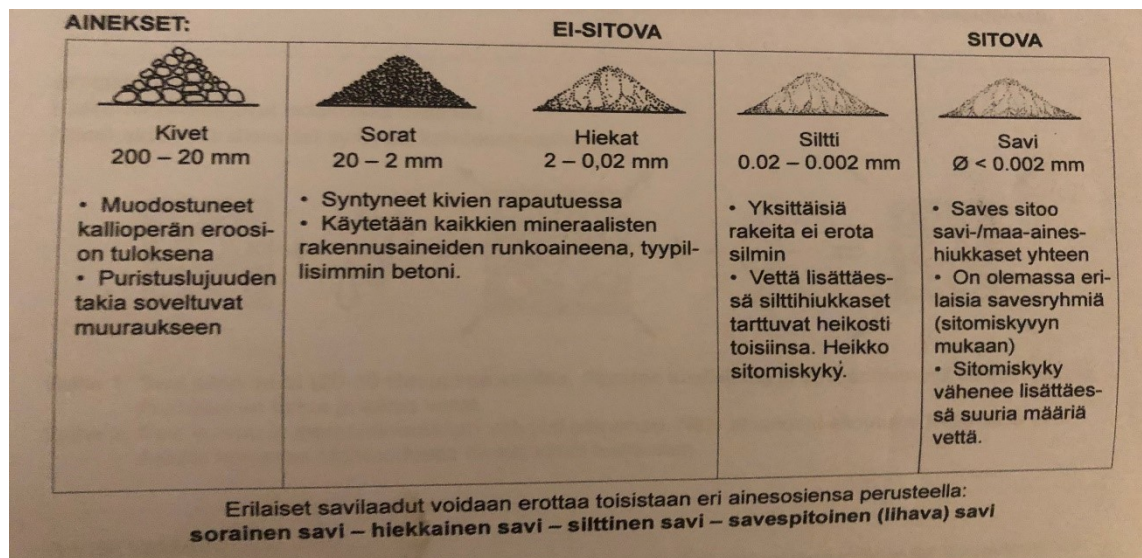 AINEKSET:
EI-SITOVA
SITOVA
Kivet
200 – 20 mm
• Muodostuneet
kallioperän eroosi-
on tuloksena
• Puristuslujuuden
takia soveltuvat
muuraukseen
Sorat
20 – 2 mm
Hiekat
2 – 0,02 mm
• Syntyneet kivien rapautuessa
• Käytetään kaikkien mineraalisten
rakennusaineiden runkoaineena, tyypil-
lisimmin betoni.
Siltti
0.02 – 0.002 mm
• Yksittäisiä
rakeita ei erota
silmin
• Vettä lisättäes-
sä silttihiukkaset
tarttuvat heikosti
toisiinsa. Heikko
sitomiskyky.
Savi
Ø < 0.002 mm
• Saves sitoo
savi-/maa-aines-
hiukkaset yhteen
• On olemassa eri-
laisia savesryhmiä
(sitomiskyvyn
mukaan)
• Sitomiskyky
vähenee lisättäes-
sä suuria määriä
vettä.
Erilaiset savilaadut voidaan erottaa toisistaan eri ainesosiensa perusteella:
sorainen savi – hiekkainen savi – silttinen savi – savespitoinen (lihava) savi